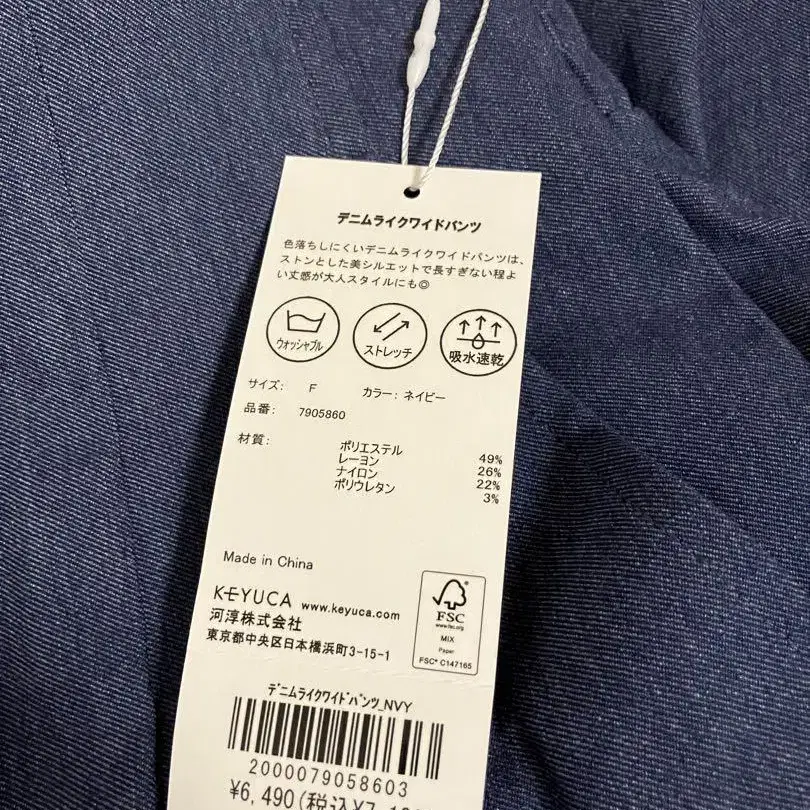 デニムライクワイドパンツ
色落ちしにくいデニムライクワイドパンツは、
ストンとした美シルエットで長すぎない程よ
い丈感が大人スタイルにも◎
ウォッシャブル ストレッチ 吸水速乾
サイズ: F カラー: ネイビー
品番: 7905860
材質: ポリエステル 49%
レーヨン 26%
ナイロン 22%
ポリウレタン 3%
Made in China
KEYUCA www.keyuca.com
河淳株式会社
東京都中央区日本橋浜町3-15-1
FSC
www.fsc.org
MIX
Paper
FSC® C147165
ﾃﾞﾆﾑﾗｲｸﾜｲﾄﾞﾊﾟﾝﾂ_NVY
2000079058603
¥6,490(税込¥7,